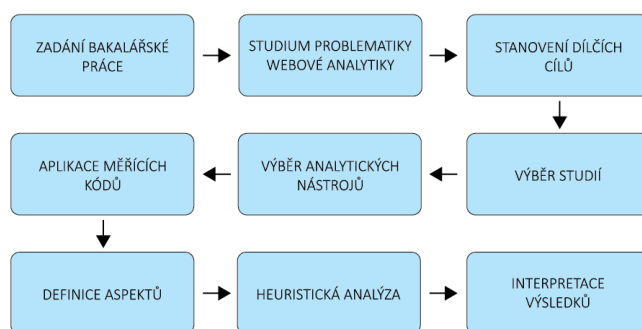 ZADÁNÍ BAKALÁŘSKÉ
PRÁCE
STUDIUM PROBLEMATIKY
WEBOVÉ ANALYTIKY
STANOVENÍ DÍLČÍCH
CÍLŮ
VÝBĚR STUDIÍ
VÝBĚR ANALYTICKÝCH
NÁSTROJŮ
APLIKACE MĚŘÍCÍCH
KÓDŮ
DEFINICE ASPEKTŮ
HEURISTICKÁ ANALÝZA
INTERPRETACE
VÝSLEDKŮ